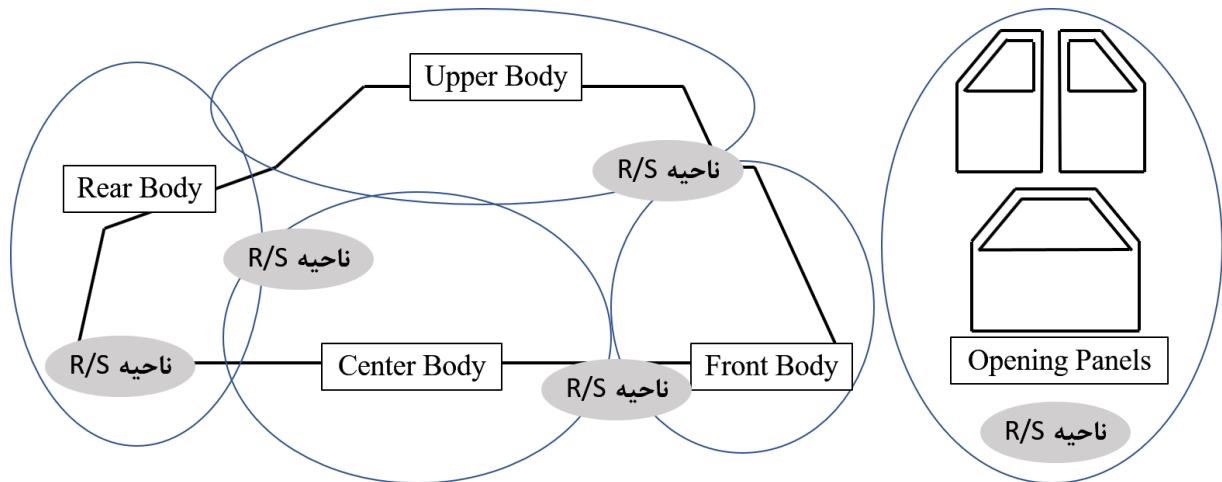 Upper Body
ناحیه R/S
Rear Body
ناحیه R/S
ناحیه R/S
Center Body
ناحیه R/S
Front Body
Opening Panels
ناحیه R/S